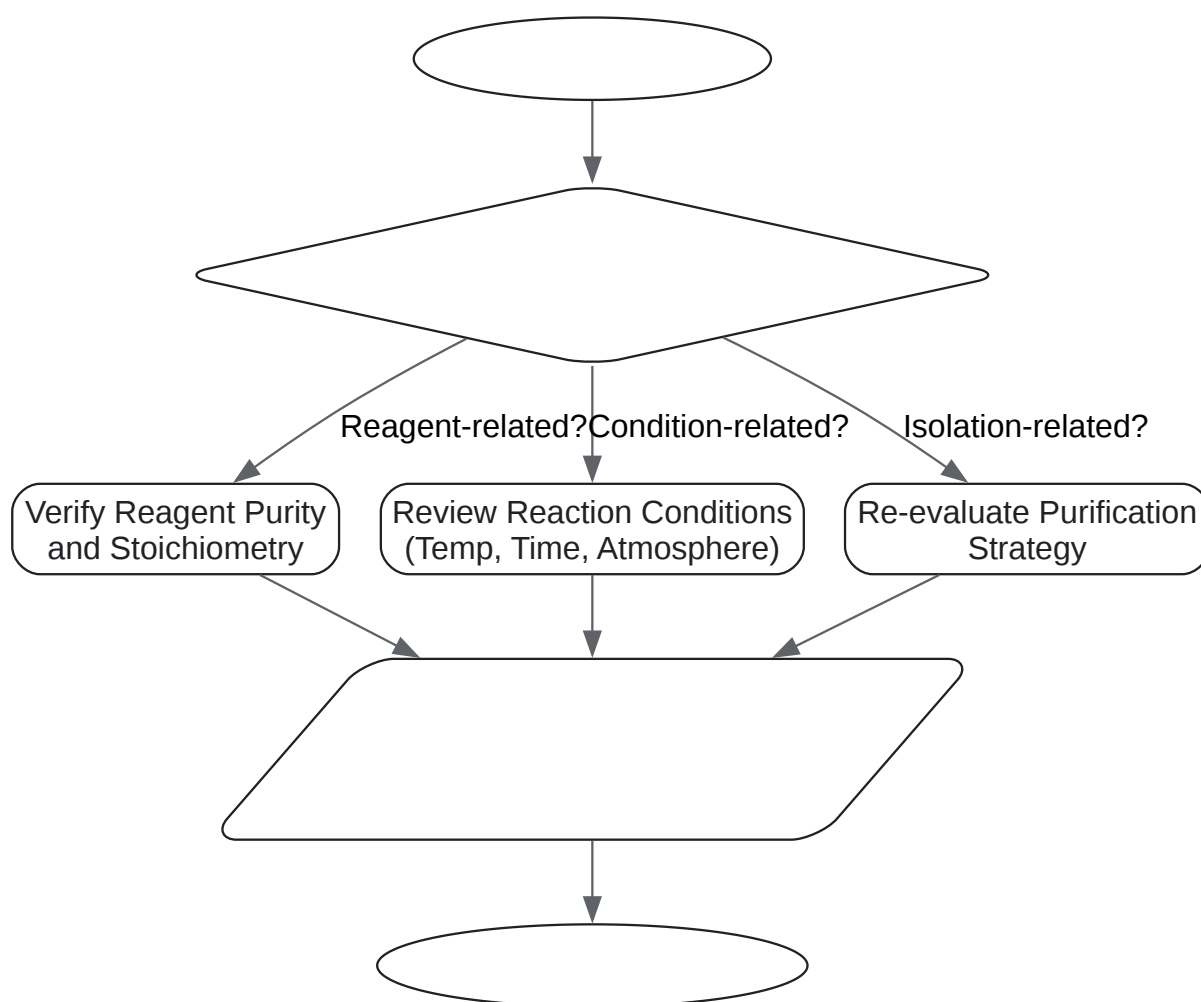 Reagent-related?
Condition-related?
Isolation-related?
Verify Reagent Purity
and Stoichiometry
Review Reaction Conditions
(Temp, Time, Atmosphere)
Re-evaluate Purification
Strategy